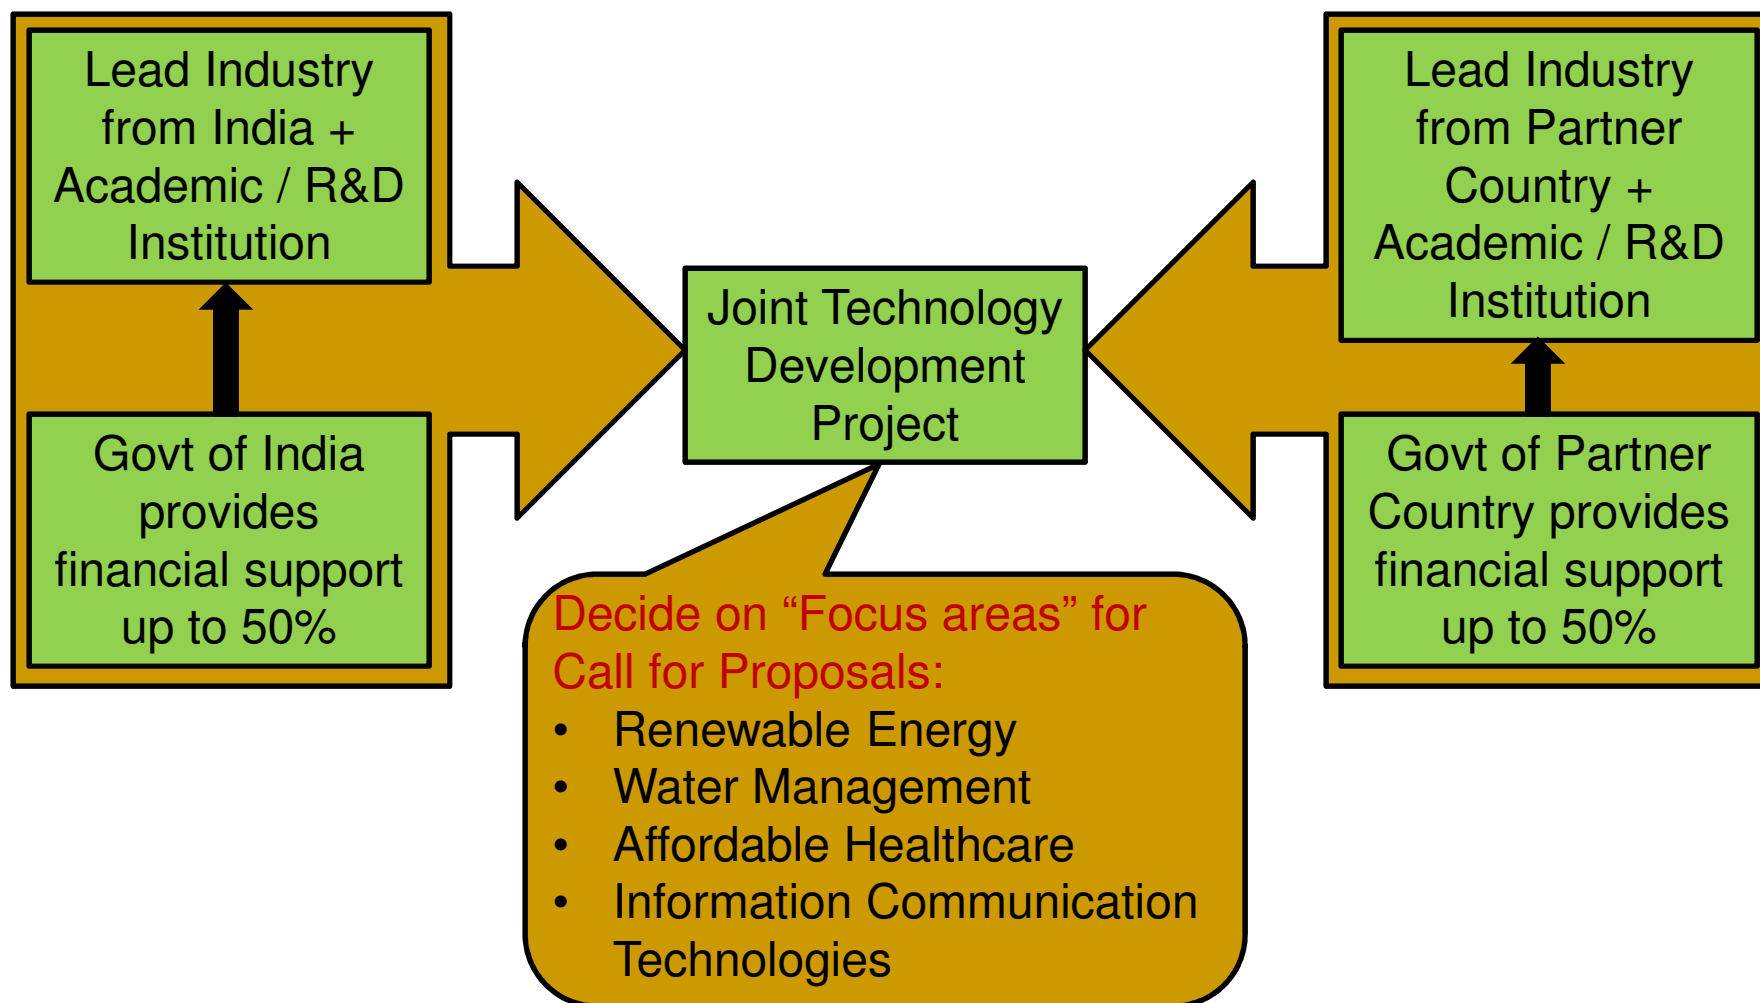 Lead Industry
from India +
Academic / R&D
Institution
Govt of India
provides
financial support
up to 50%
Joint Technology
Development
Project
Lead Industry
from Partner
Country +
Academic / R&D
Institution
Govt of Partner
Country provides
financial support
up to 50%
Decide on “Focus areas” for
Call for Proposals:
• Renewable Energy
• Water Management
• Affordable Healthcare
• Information Communication
Technologies